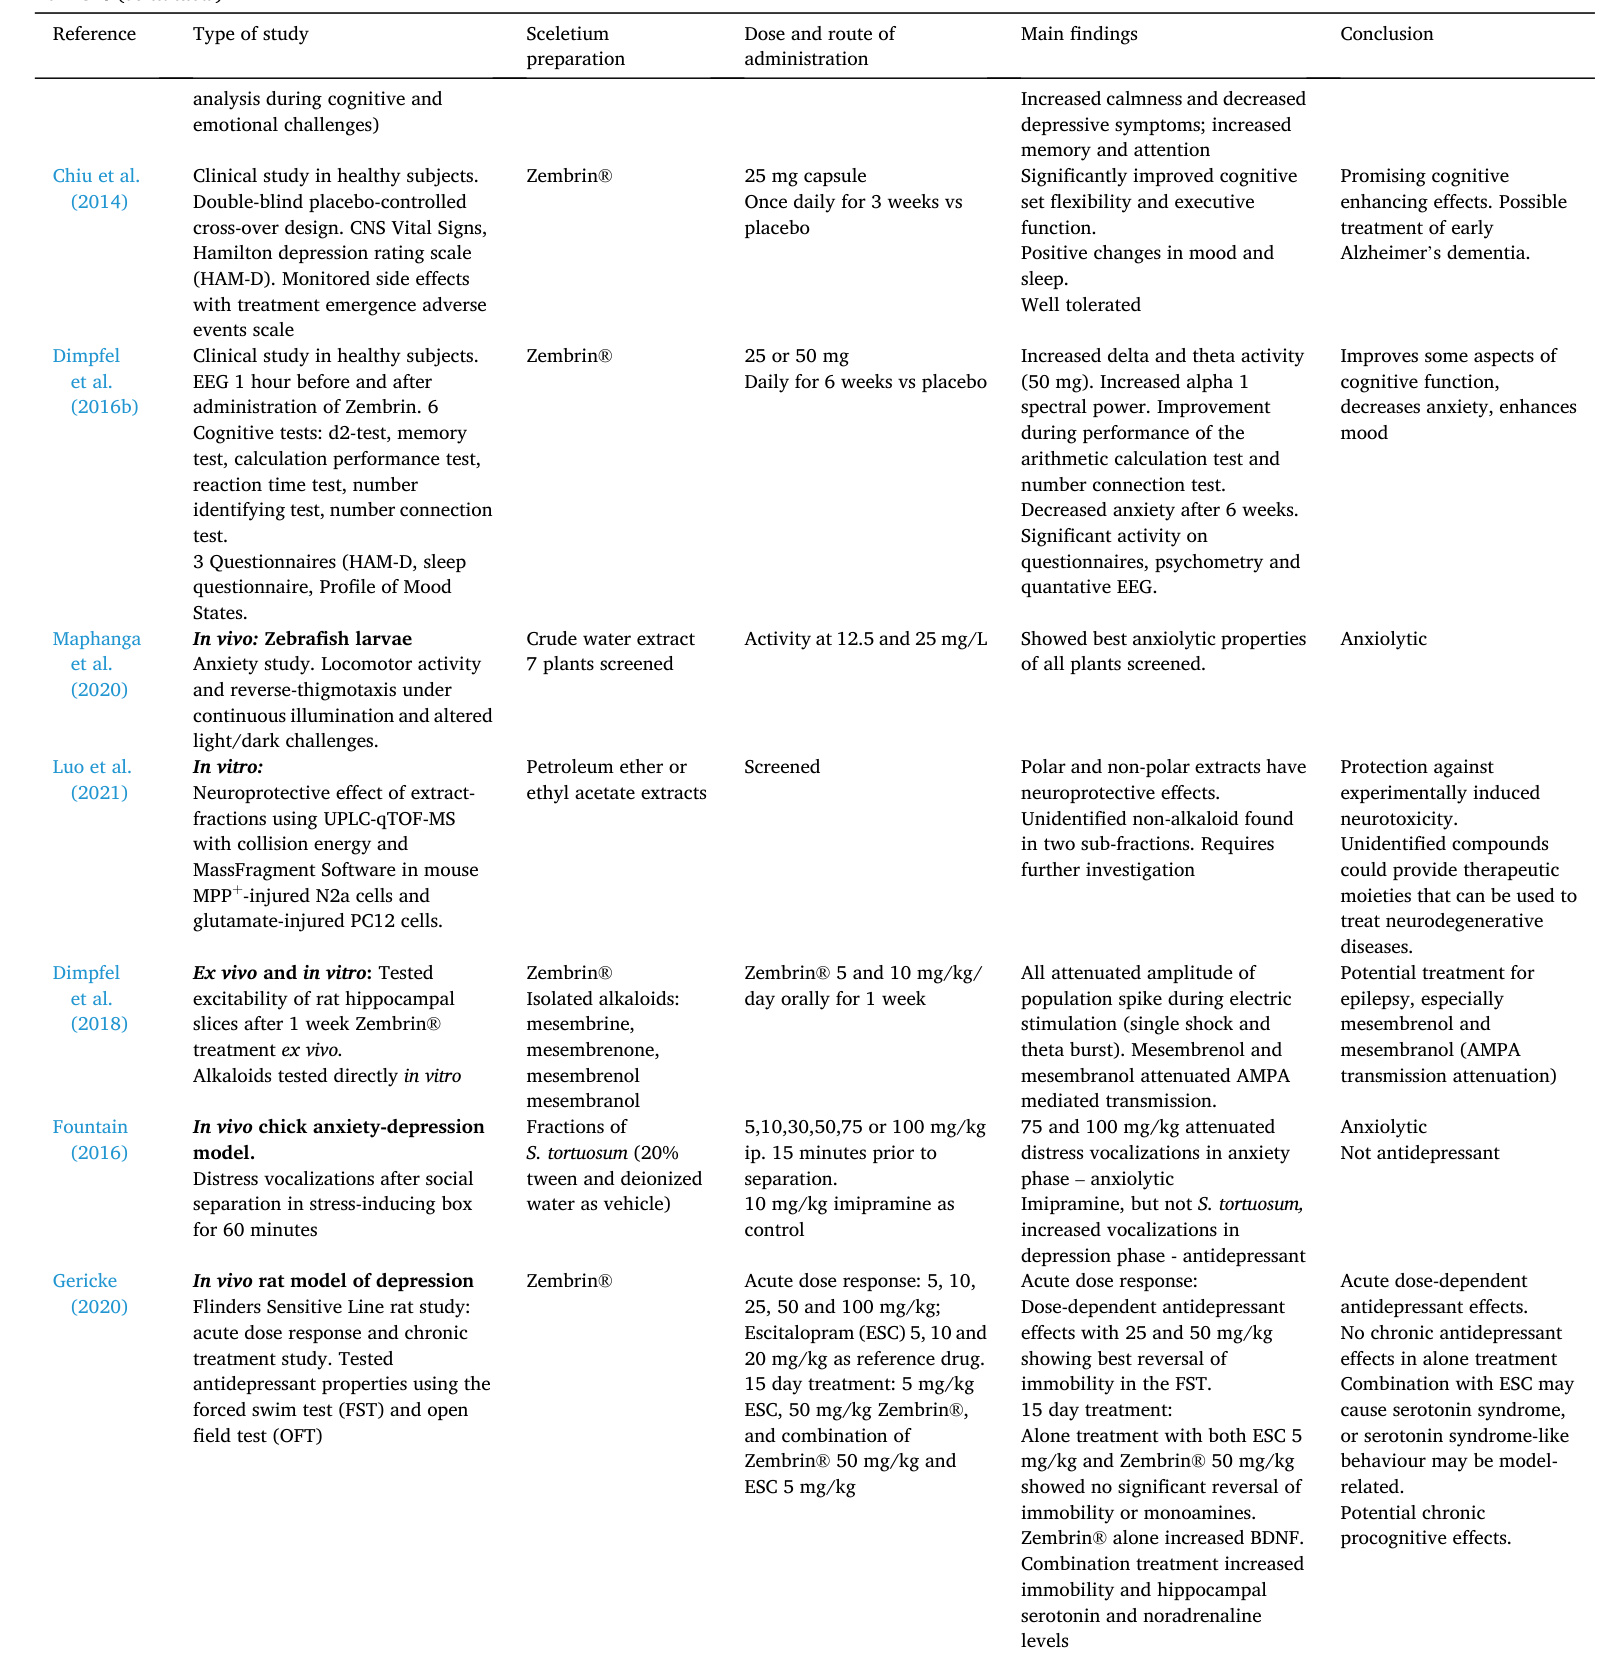 Reference
Type of study
Sceletium
preparation
Dose and route of
administration
Main findings
Conclusion
analysis during cognitive and
emotional challenges)
Increased calmness and decreased
depressive symptoms; increased
memory and attention
Chiu et al.
(2014)
Clinical study in healthy subjects.
Double-blind placebo-controlled
cross-over design. CNS Vital Signs,
Hamilton depression rating scale
(HAM-D). Monitored side effects
with treatment emergence adverse
events scale
Zembrin®
25 mg capsule
Once daily for 3 weeks vs
placebo
Significantly improved cognitive
set flexibility and executive
function.
Positive changes in mood and
sleep.
Well tolerated
Promising cognitive
enhancing effects. Possible
treatment of early
Alzheimer's dementia.
Dimpfel
et al.
(2016b)
Clinical study in healthy subjects.
EEG 1 hour before and after
administration of Zembrin. 6
Cognitive tests: d2-test, memory
test, calculation performance test,
reaction time test, number
identifying test, number connection
test.
3 Questionnaires (HAM-D, sleep
questionnaire, Profile of Mood
States.
Zembrin®
25 or 50 mg
Daily for 6 weeks vs placebo
Increased delta and theta activity
(50 mg). Increased alpha 1
spectral power. Improvement
during performance of the
arithmetic calculation test and
number connection test.
Decreased anxiety after 6 weeks.
Significant activity on
questionnaires, psychometry and
quantative EEG.
Improves some aspects of
cognitive function,
decreases anxiety, enhances
mood
Maphanga
et al.
(2020)
In vivo: Zebrafish larvae
Anxiety study. Locomotor activity
and reverse-thigmotaxis under
continuous illumination and altered
light/dark challenges.
Crude water extract
7 plants screened
Activity at 12.5 and 25 mg/L
Showed best anxiolytic properties
of all plants screened.
Anxiolytic
Luo et al.
(2021)
In vitro:
Neuroprotective effect of extract-
fractions using UPLC-qTOF-MS
with collision energy and
MassFragment Software in mouse
MPP+-injured N2a cells and
glutamate-injured PC12 cells.
Petroleum ether or
ethyl acetate extracts
Screened
Polar and non-polar extracts have
neuroprotective effects.
Unidentified non-alkaloid found
in two sub-fractions. Requires
further investigation
Protection against
experimentally induced
neurotoxicity.
Unidentified compounds
could provide therapeutic
moieties that can be used to
treat neurodegenerative
diseases.
Dimpfel
et al.
(2018)
Ex vivo and in vitro: Tested
excitability of rat hippocampal
slices after 1 week Zembrin®
treatment ex vivo.
Alkaloids tested directly in vitro
Zembrin®
Isolated alkaloids:
mesembrine,
mesembrenone,
mesembrenol
mesembranol
Zembrin® 5 and 10 mg/kg/
day orally for 1 week
All attenuated amplitude of
population spike during electric
stimulation (single shock and
theta burst). Mesembrenol and
mesembranol attenuated AMPA
mediated transmission.
Potential treatment for
epilepsy, especially
mesembrenol and
mesembranol (AMPA
transmission attenuation)
Fountain
(2016)
In vivo chick anxiety-depression
model.
Distress vocalizations after social
separation in stress-inducing box
for 60 minutes
Fractions of
S. tortuosum (20%
tween and deionized
water as vehicle)
5,10,30,50,75 or 100 mg/kg
ip. 15 minutes prior to
separation.
10 mg/kg imipramine as
control
75 and 100 mg/kg attenuated
distress vocalizations in anxiety
phase – anxiolytic
Imipramine, but not S. tortuosum,
increased vocalizations in
depression phase - antidepressant
Anxiolytic
Not antidepressant
Gericke
(2020)
In vivo rat model of depression
Flinders Sensitive Line rat study:
acute dose response and chronic
treatment study. Tested
antidepressant properties using the
forced swim test (FST) and open
field test (OFT)
Zembrin®
Acute dose response: 5, 10,
25, 50 and 100 mg/kg;
Escitalopram (ESC) 5, 10 and
20 mg/kg as reference drug.
15 day treatment: 5 mg/kg
ESC, 50 mg/kg Zembrin®,
and combination of
Zembrin® 50 mg/kg and
ESC 5 mg/kg
Acute dose response:
Dose-dependent antidepressant
effects with 25 and 50 mg/kg
showing best reversal of
immobility in the FST.
15 day treatment:
Alone treatment with both ESC 5
mg/kg and Zembrin® 50 mg/kg
showed no significant reversal of
immobility or monoamines.
Zembrin® alone increased BDNF.
Combination treatment increased
immobility and hippocampal
serotonin and noradrenaline
levels
Acute dose-dependent
antidepressant effects.
No chronic antidepressant
effects in alone treatment
Combination with ESC may
cause serotonin syndrome,
or serotonin syndrome-like
behaviour may be model-
related.
Potential chronic
procognitive effects.